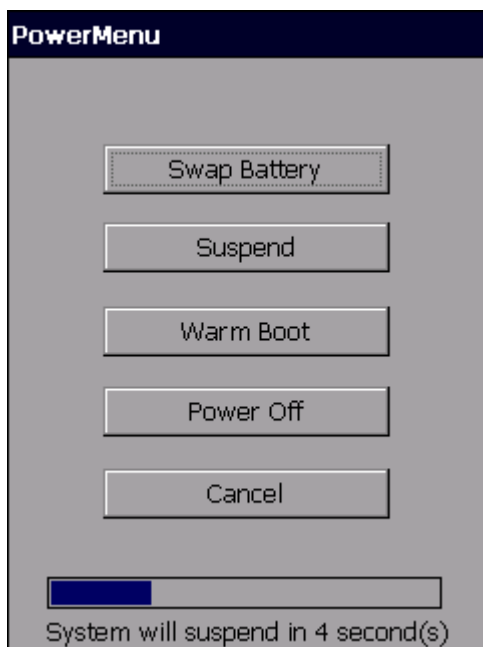 PowerMenu
Swap Battery
Suspend
Warm Boot
Power Off
Cancel
System will suspend in 4 second(s)